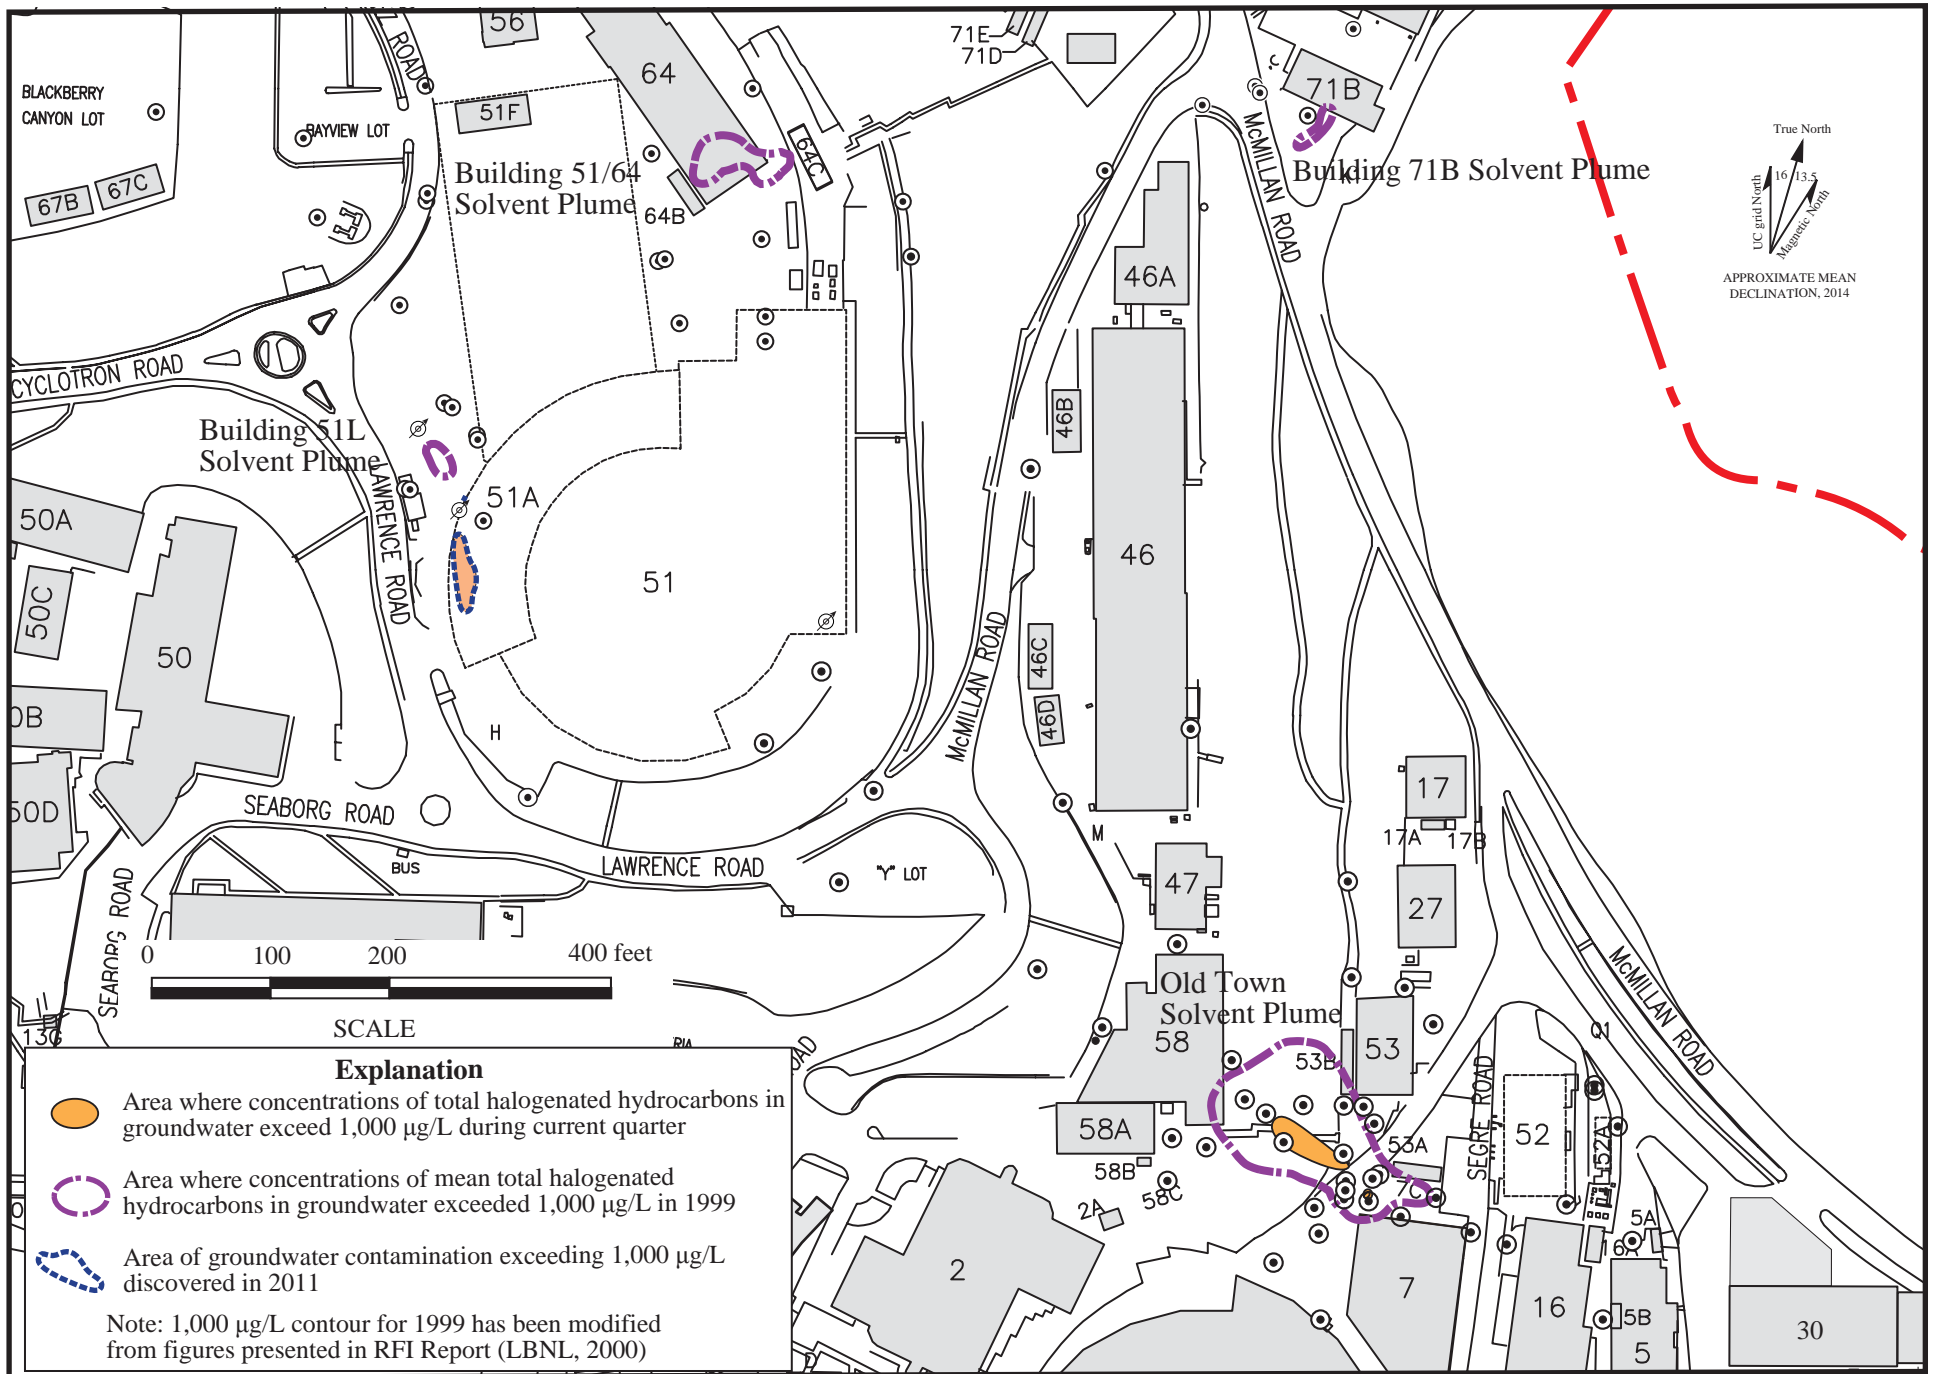 ROAD
56
64
71E
71D
71B
BLACKBERRY
CANYON LOT
BAYVIEW LOT
51F
64C
McMILLAN ROAD
True North
16
13.5
UC grid North
Magnetic North
APPROXIMATE MEAN
DECLINATION, 2014
Building 51/64
Solvent Plume
Building 71B Solvent Plume
67B
67C
64B
46A
CYCLOTRON ROAD
46B
Building 51L
Solvent Plume
LAWRENCE ROAD
51A
50A
50C
50
51
46
46C
46D
McMILLAN ROAD
0B
H
50D
SEABORG ROAD
17
17A
17B
M
BUS
LAWRENCE ROAD
"Y" LOT
47
27
SEABORG ROAD
0
100
200
400 feet
SCALE
McMILLAN ROAD
Old Town
Solvent Plume
58
53B
53
Q1
13G
SEGRE ROAD
52
52A
58A
58B
58C
53A
C
2A
2
7
16
16A
5A
5B
5
30
Explanation
Area where concentrations of total halogenated hydrocarbons in
groundwater exceed 1,000 µg/L during current quarter
Area where concentrations of mean total halogenated
hydrocarbons in groundwater exceeded 1,000 µg/L in 1999
Area of groundwater contamination exceeding 1,000 µg/L
discovered in 2011
Note: 1,000 µg/L contour for 1999 has been modified
from figures presented in RFI Report (LBNL, 2000)